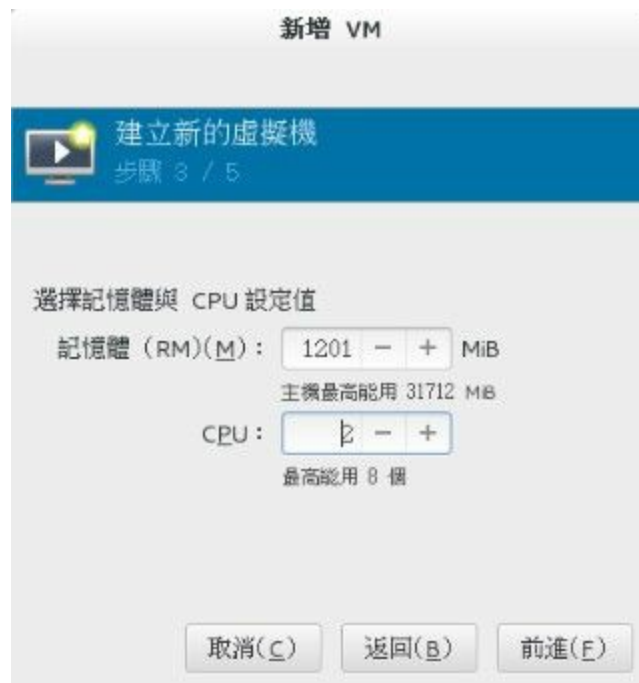 新增 VM
建立新的虛擬機
步驟 3 / 5
選擇記憶體與 CPU 設定值
記憶體 (RM)(M)： 1201 − + MiB
主機最高能用 31712 MiB
CPU： 2 − +
最高能用 8 個
取消(C) 返回(B) 前進(F)